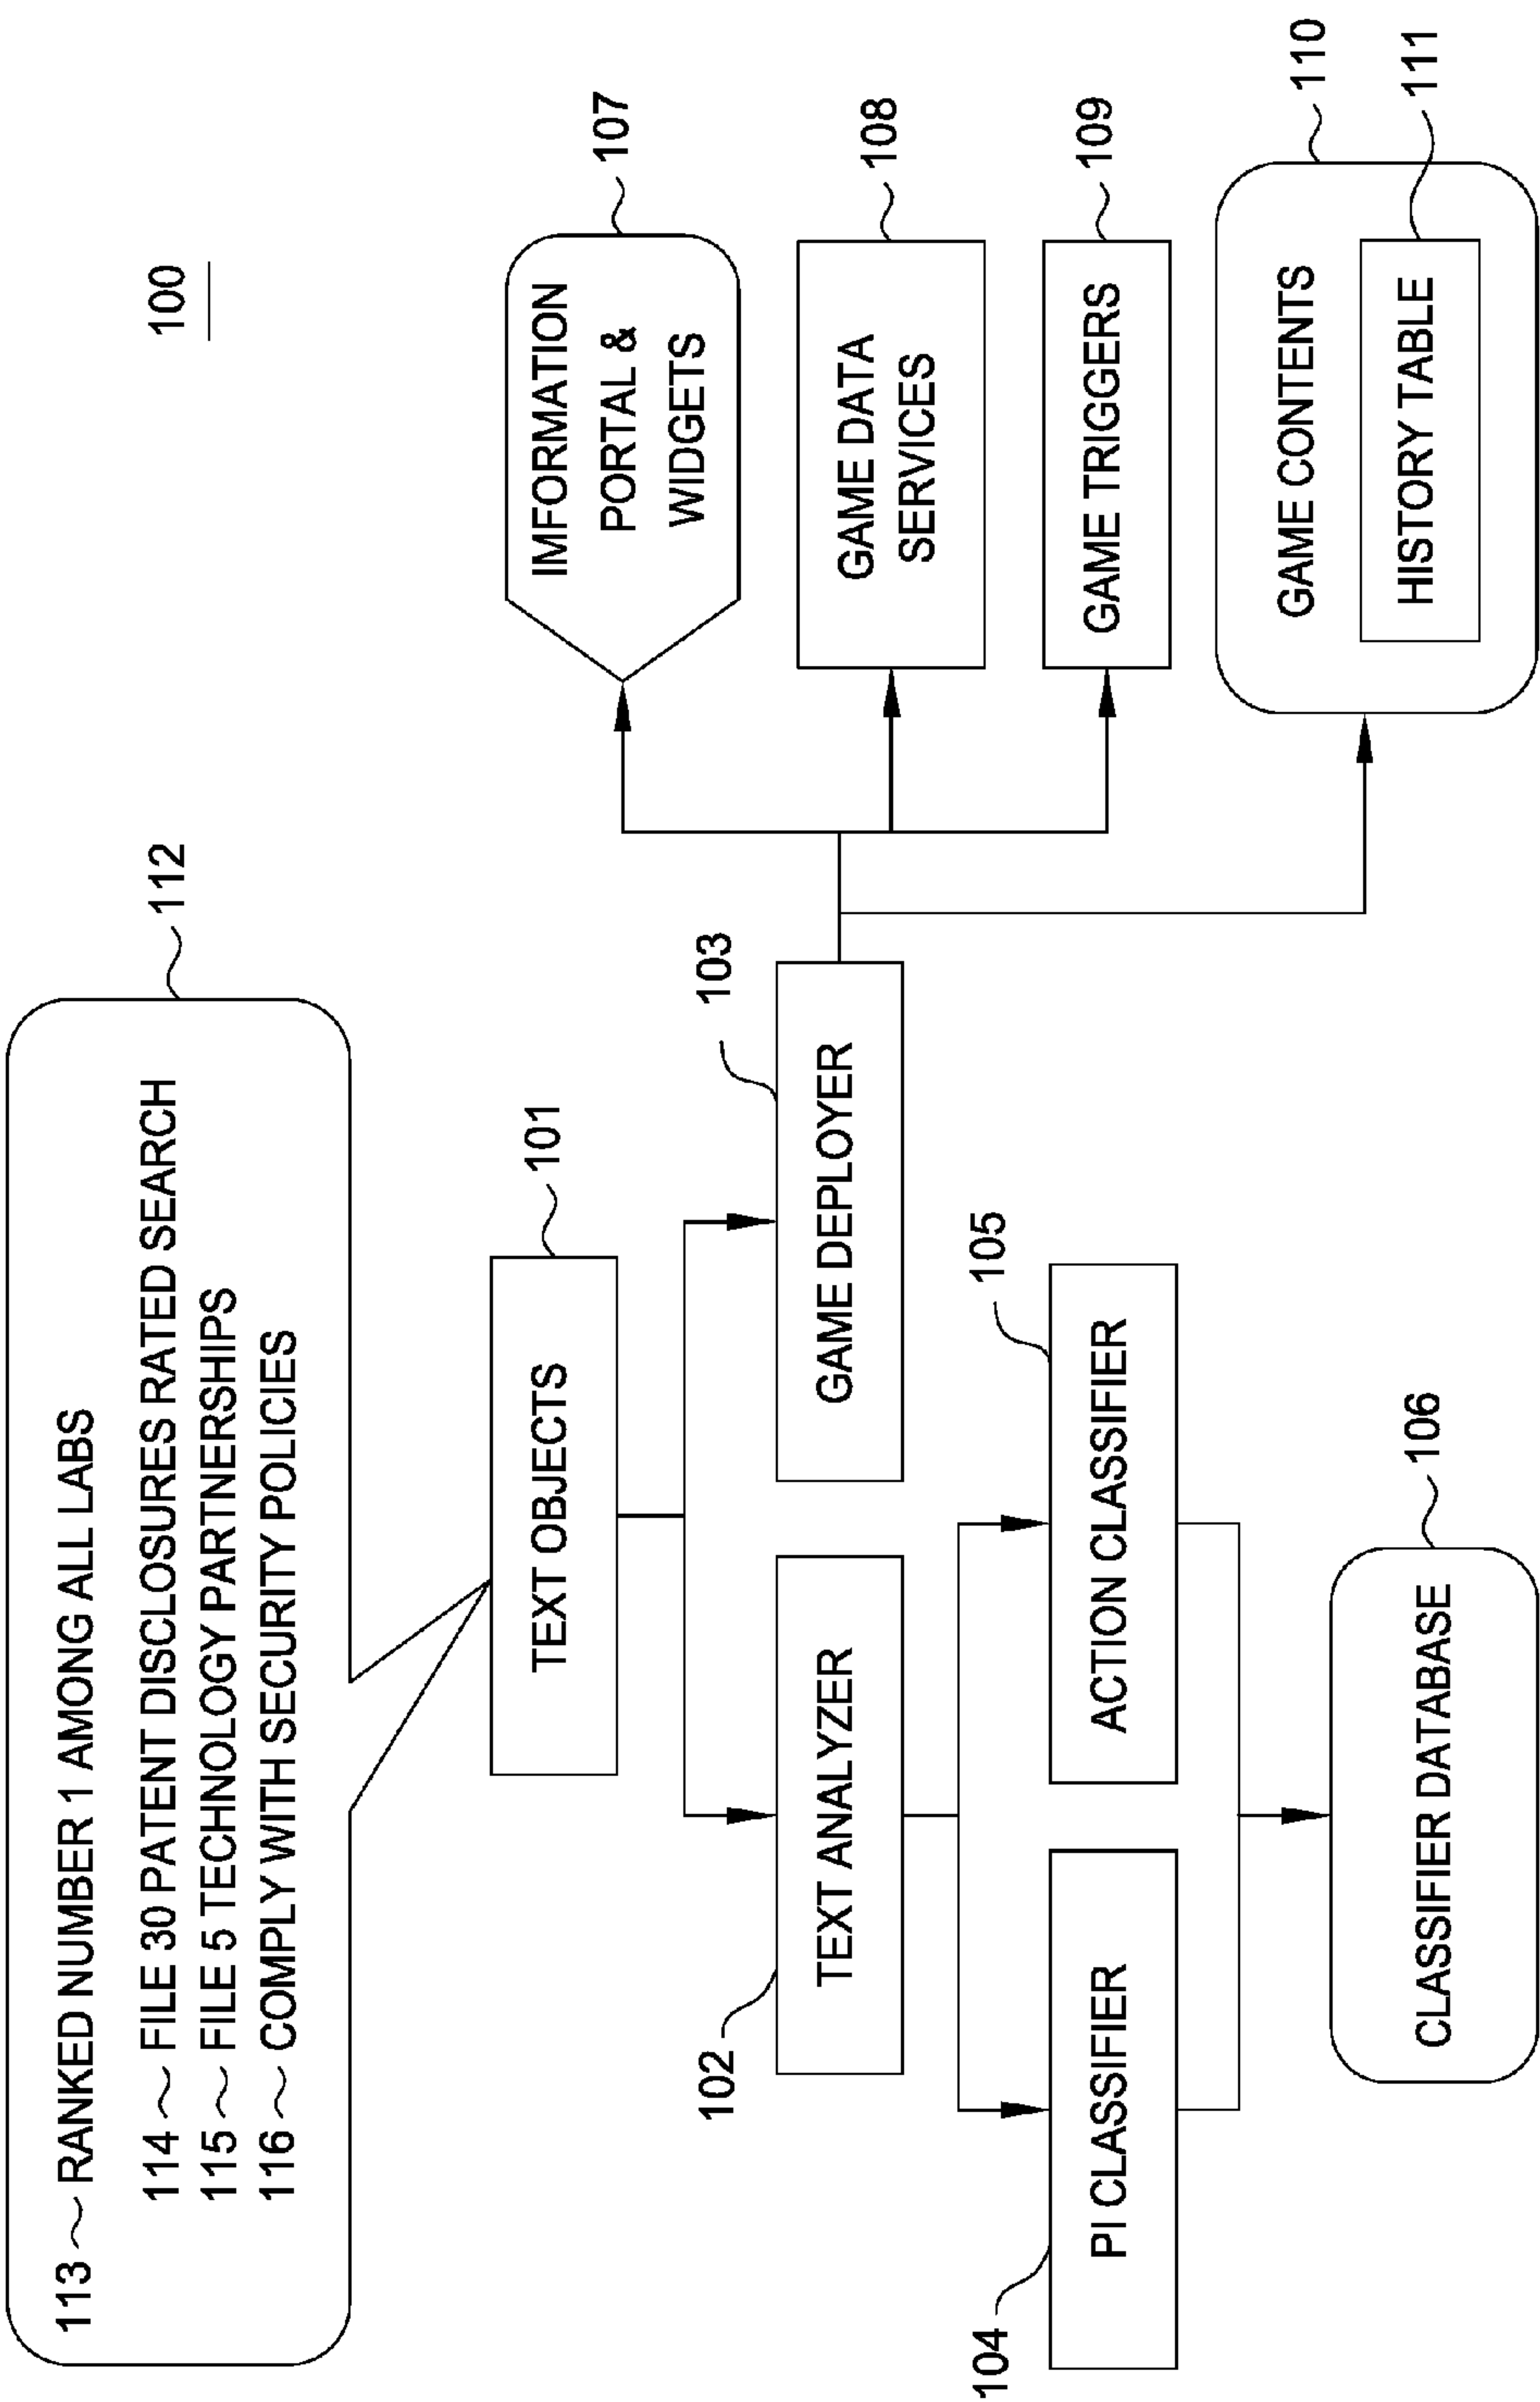 100
112
113 RANKED NUMBER 1 AMONG ALL LABS
114 FILE 30 PATENT DISCLOSURES RATED SEARCH
115 FILE 5 TECHNOLOGY PARTNERSHIPS
116 COMPLY WITH SECURITY POLICIES
101
TEXT OBJECTS
102
TEXT ANALYZER
103
GAME DEPLOYER
104
PI CLASSIFIER
105
ACTION CLASSIFIER
106
CLASSIFIER DATABASE
107
IMFORMATION
PORTAL &
WIDGETS
108
GAME DATA
SERVICES
109
GAME TRIGGERS
110
GAME CONTENTS
111
HISTORY TABLE